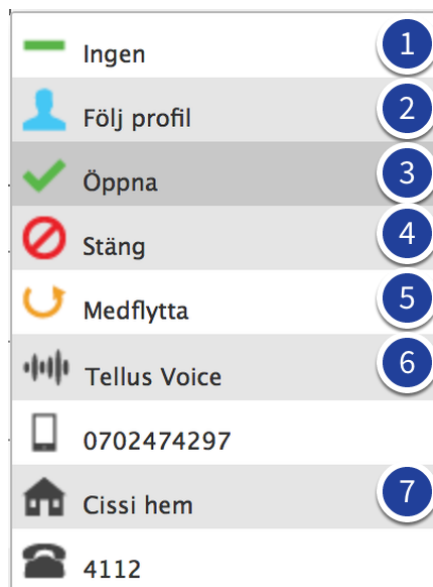 Ingen 1
Följ profil 2
Öppna 3
Stäng 4
Medflytta 5
Tellus Voice 6
0702474297
Cissi hem 7
4112